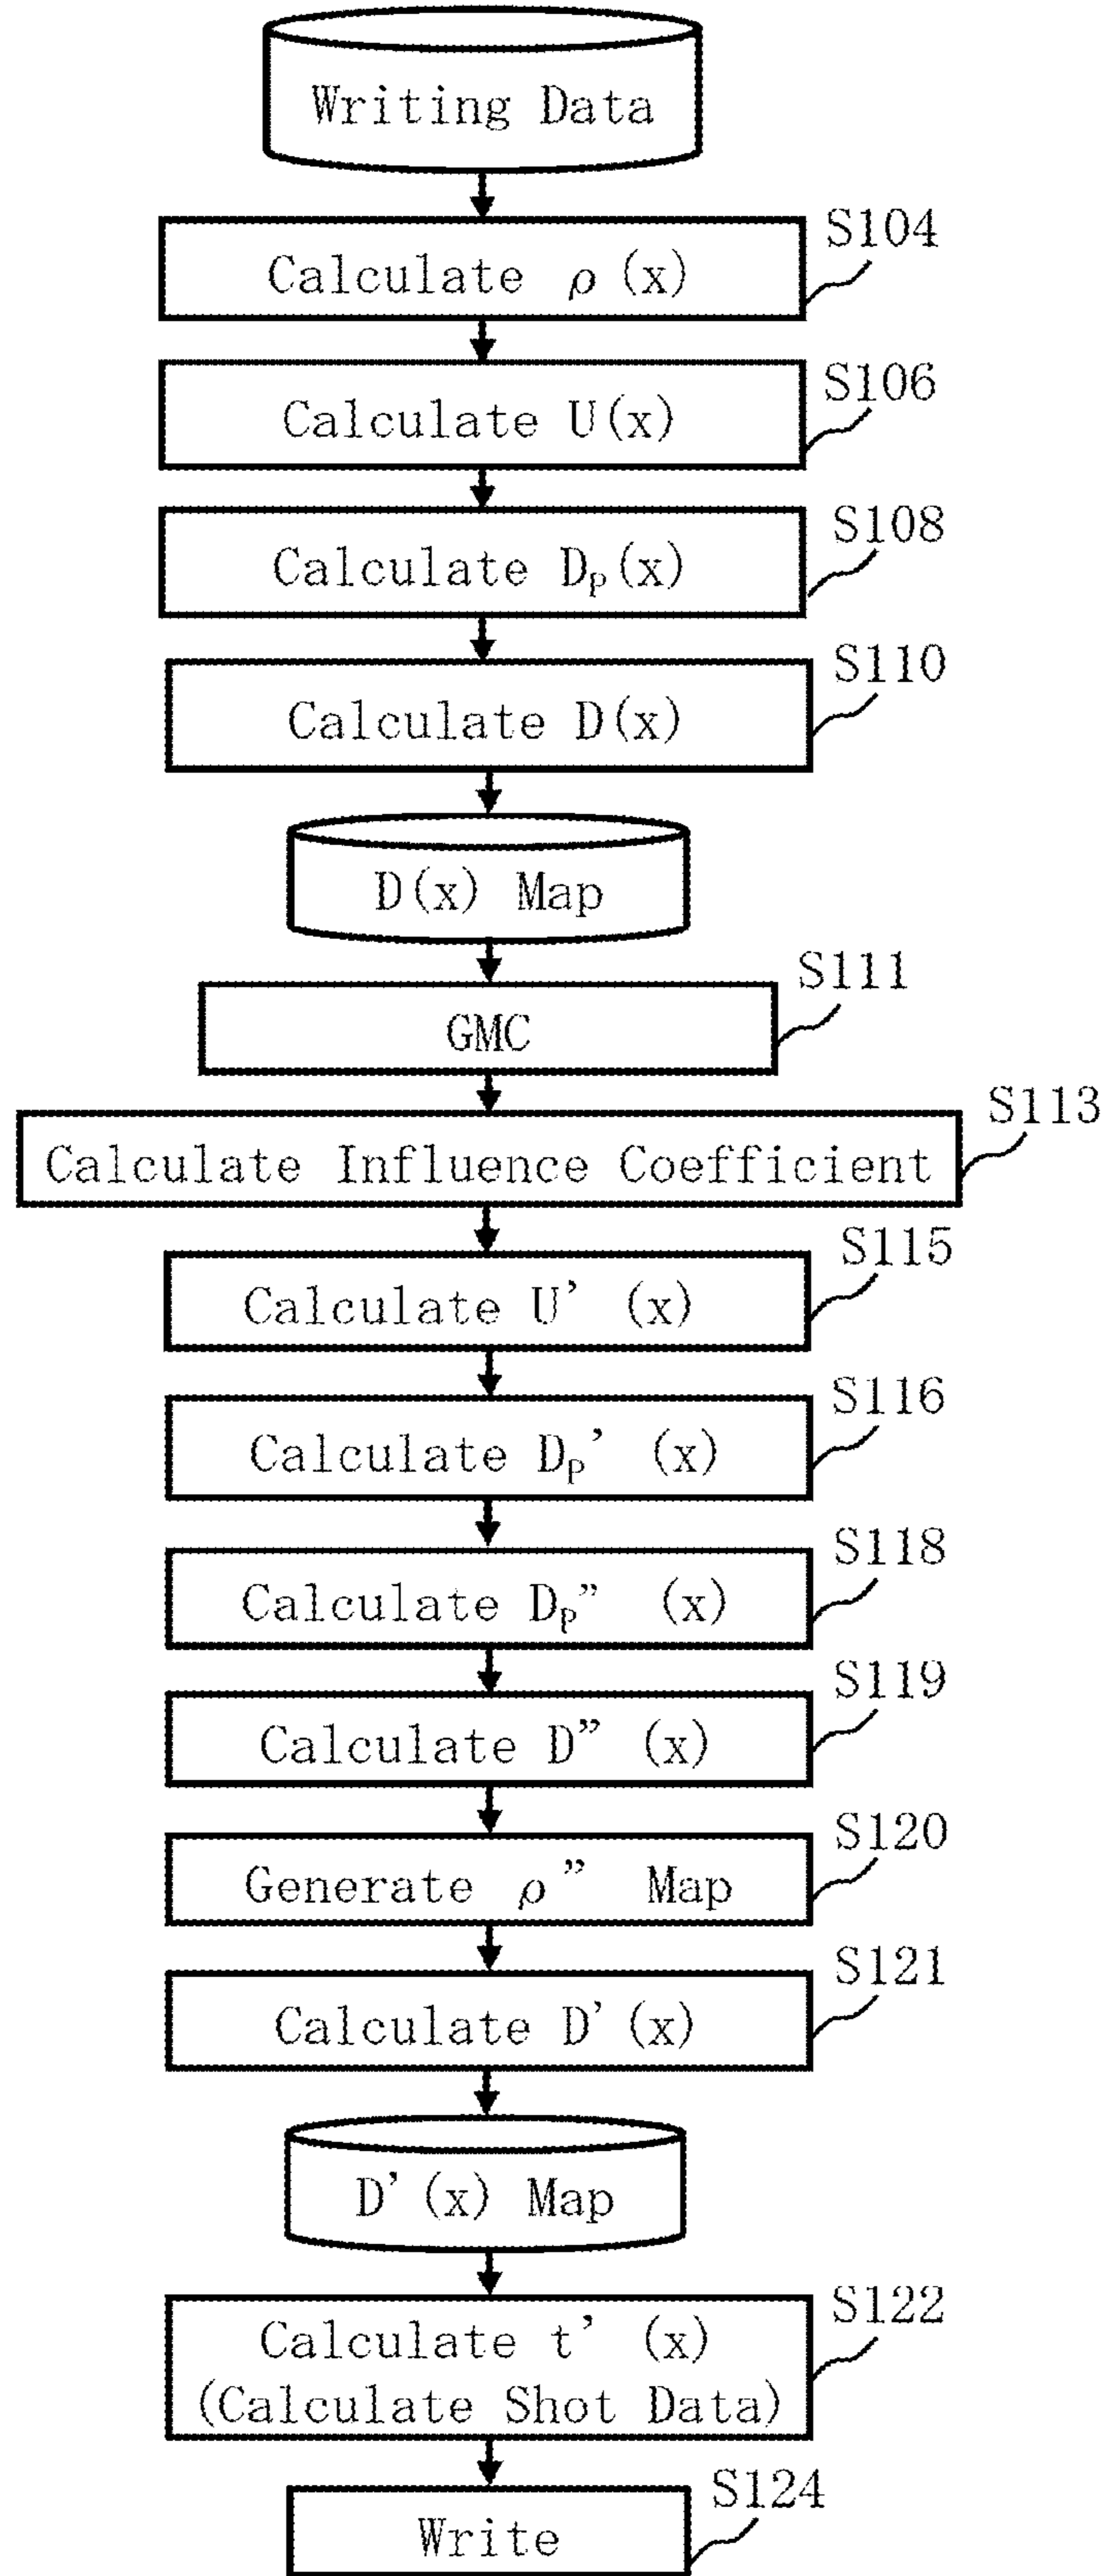 Writing Data
S104
Calculate ρ(x)
S106
Calculate U(x)
S108
Calculate Dₚ(x)
S110
Calculate D(x)
D(x) Map
S111
GMC
S113
Calculate Influence Coefficient
S115
Calculate U’(x)
S116
Calculate Dₚ’(x)
S118
Calculate Dₚ” (x)
S119
Calculate D”(x)
S120
Generate ρ” Map
S121
Calculate D'(x)
D’(x) Map
S122
Calculate t’(x)
(Calculate Shot Data)
S124
Write